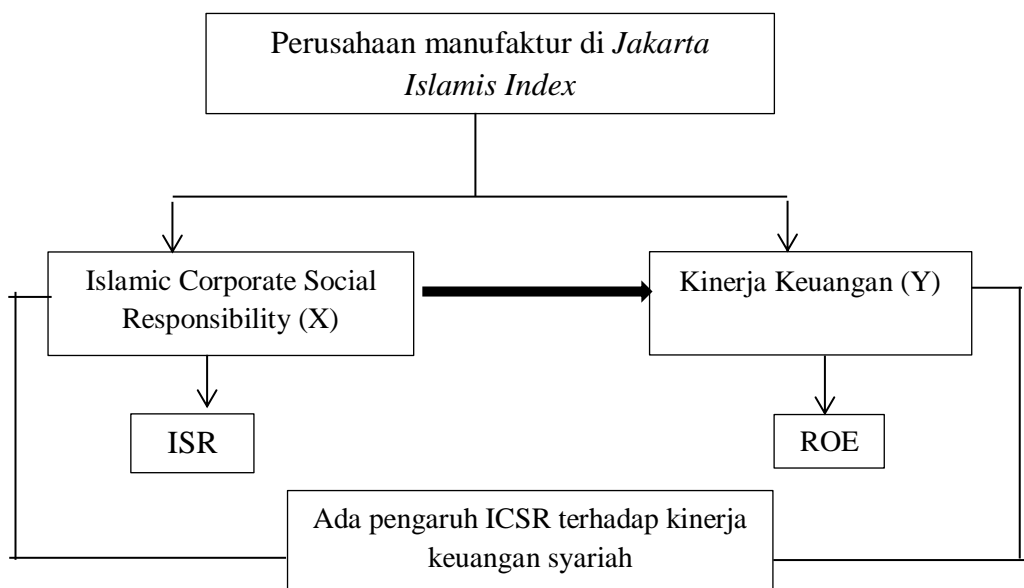 Perusahaan manufaktur di Jakarta
Islamis Index
Islamic Corporate Social
Responsibility (X)
Kinerja Keuangan (Y)
ISR
ROE
Ada pengaruh ICSR terhadap kinerja
keuangan syariah